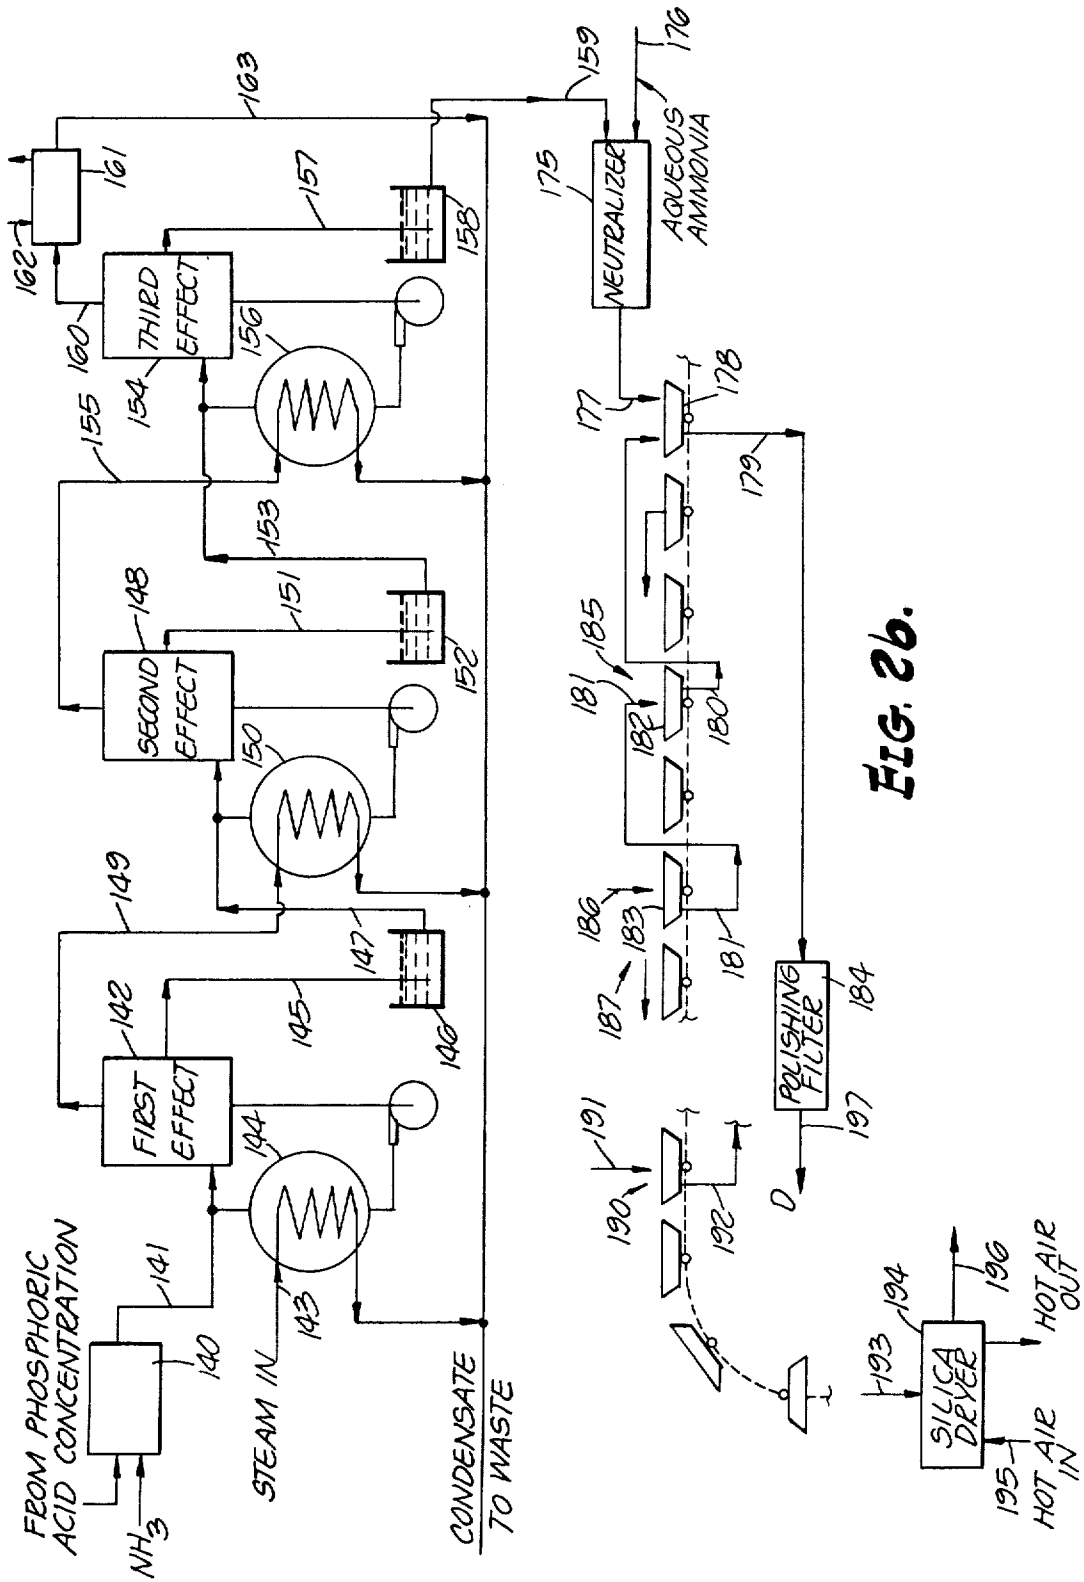 FROM PHOSPHORIC
ACID CONCENTRATION
NH3
140
141
FIRST
EFFECT
142
STEAM IN
143
144
145
146
147
149
SECOND
EFFECT
148
150
151
152
153
155
THIRD
EFFECT
154
156
157
158
160
161
162
163
159
CONDENSATE
TO WASTE
NEUTRALIZER
175
176
AQUEOUS
AMMONIA
177
178
179
180
181
182
185
181
183
186
187
190
191
192
POLISHING
FILTER
184
197
D
193
SILICA
DRYER
194
195
HOT AIR
IN
196
HOT AIR
OUT
FIG. 2b.